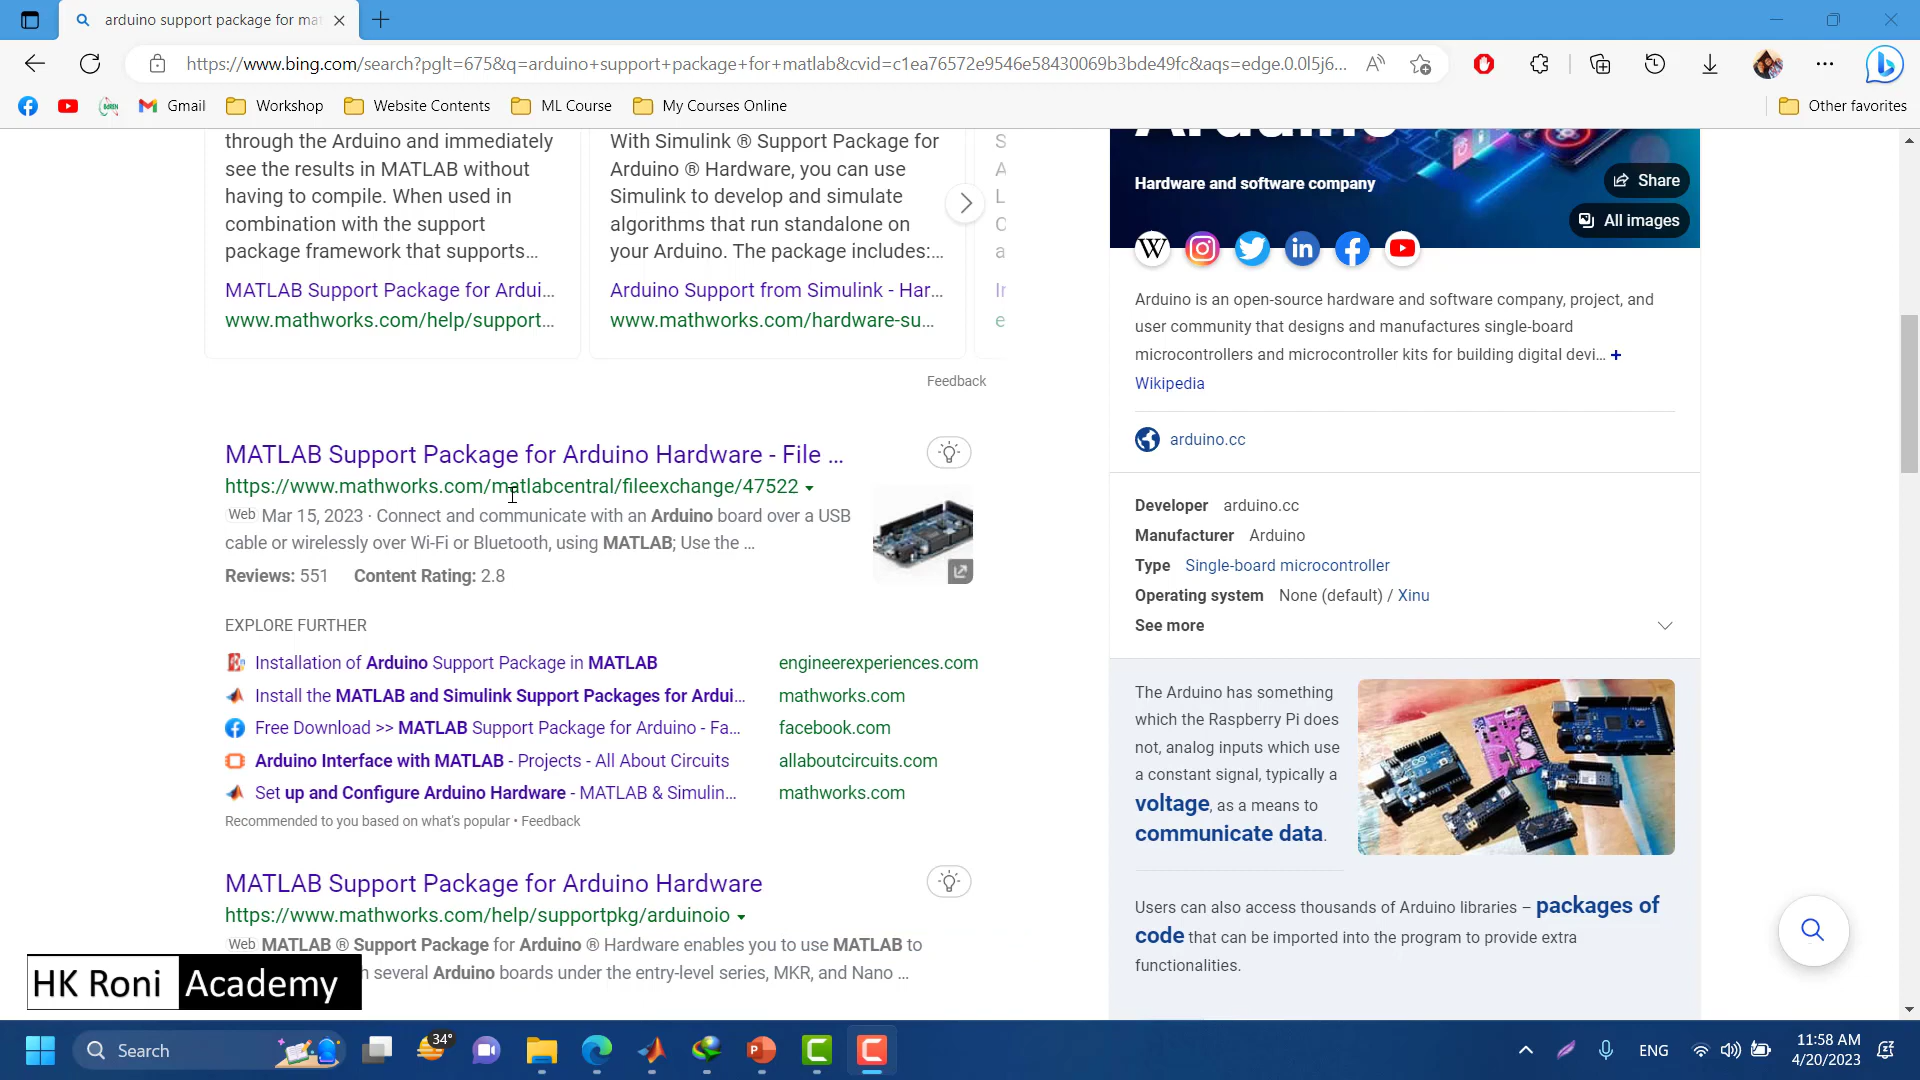 arduino support package for mat
https://www.bing.com/search?pglt=675&q=arduino+support+package+for+matlab&cvid=c1ea76572e9546e58430069b3bde49fc&aqs=edge.0.0l5j6...
Gmail
Workshop
Website Contents
ML Course
My Courses Online
Other favorites
through the Arduino and immediately
see the results in MATLAB without
having to compile. When used in
combination with the support
package framework that supports...
MATLAB Support Package for Ardui...
www.mathworks.com/help/support...
With Simulink ® Support Package for
Arduino ® Hardware, you can use
Simulink to develop and simulate
algorithms that run standalone on
your Arduino. The package includes:...
Arduino Support from Simulink - Har...
www.mathworks.com/hardware-su...
Feedback
MATLAB Support Package for Arduino Hardware - File ...
https://www.mathworks.com/matlabcentral/fileexchange/47522
Web Mar 15, 2023 · Connect and communicate with an Arduino board over a USB
cable or wirelessly over Wi-Fi or Bluetooth, using MATLAB; Use the ...
Reviews: 551 Content Rating: 2.8
EXPLORE FURTHER
Installation of Arduino Support Package in MATLAB engineerexperiences.com
Install the MATLAB and Simulink Support Packages for Ardui... mathworks.com
Free Download >> MATLAB Support Package for Arduino - Fa... facebook.com
Arduino Interface with MATLAB - Projects - All About Circuits allaboutcircuits.com
Set up and Configure Arduino Hardware - MATLAB & Simulin... mathworks.com
Recommended to you based on what's popular • Feedback
MATLAB Support Package for Arduino Hardware
https://www.mathworks.com/help/supportpkg/arduinoio
Web MATLAB ® Support Package for Arduino ® Hardware enables you to use MATLAB to
several Arduino boards under the entry-level series, MKR, and Nano ...
HK Roni Academy
Arduino
Hardware and software company
Share
All images
Arduino is an open-source hardware and software company, project, and
user community that designs and manufactures single-board
microcontrollers and microcontroller kits for building digital devi... +
Wikipedia
arduino.cc
Developer arduino.cc
Manufacturer Arduino
Type Single-board microcontroller
Operating system None (default) / Xinu
See more
The Arduino has something
which the Raspberry Pi does
not, analog inputs which use
a constant signal, typically a
voltage, as a means to
communicate data.
Users can also access thousands of Arduino libraries – packages of
code that can be imported into the program to provide extra
functionalities.
Search
34°
ENG
11:58 AM
4/20/2023